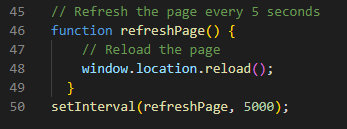 45 // Refresh the page every 5 seconds
46 function refreshPage() {
47 // Reload the page
48 window.location.reload();
49 }
50 setInterval(refreshPage, 5000);